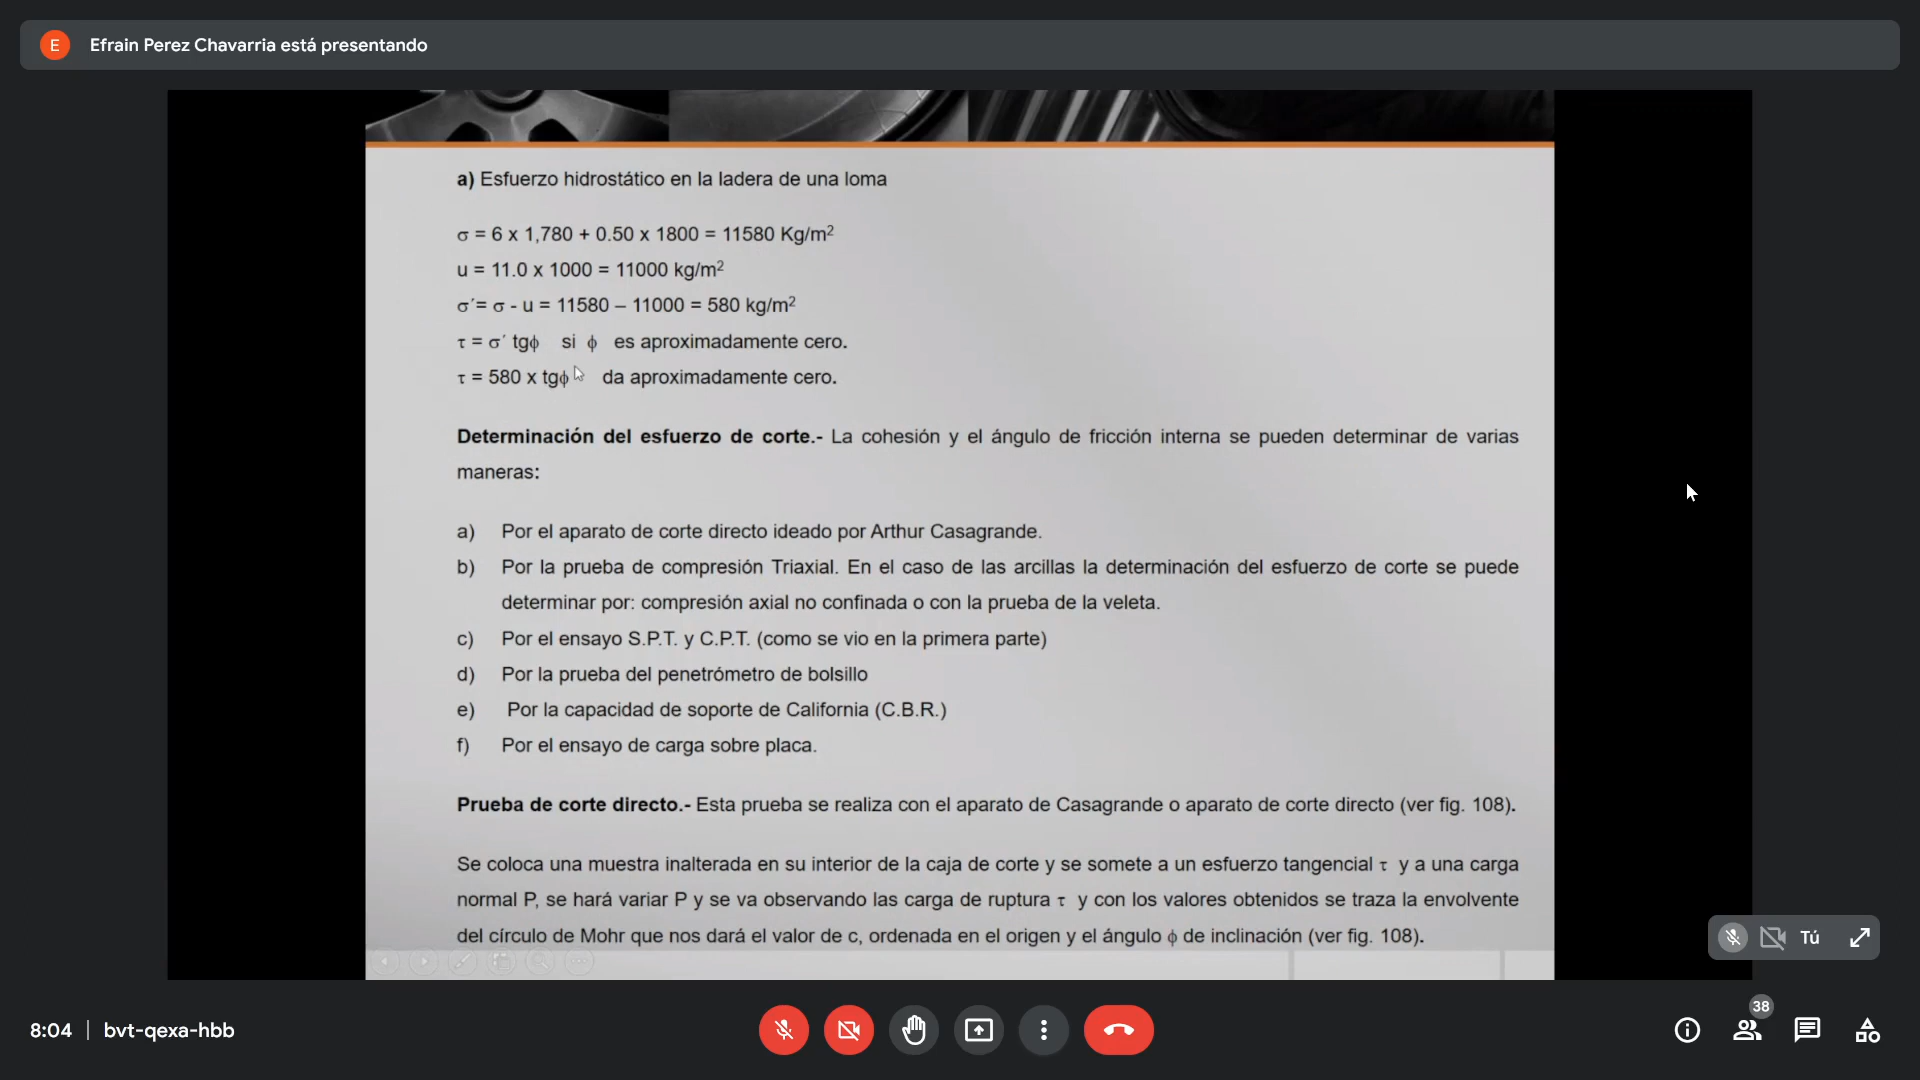 E Efrain Perez Chavarria está presentando
a) Esfuerzo hidrostático en la ladera de una loma
σ = 6 x 1,780 + 0.50 x 1800 = 11580 Kg/m²
u = 11.0 x 1000 = 11000 kg/m²
σ´= σ - u = 11580 – 11000 = 580 kg/m²
τ = σ´ tgϕ si ϕ es aproximadamente cero.
τ = 580 x tgϕ da aproximadamente cero.
Determinación del esfuerzo de corte.- La cohesión y el ángulo de fricción interna se pueden determinar de varias
maneras:
a) Por el aparato de corte directo ideado por Arthur Casagrande.
b) Por la prueba de compresión Triaxial. En el caso de las arcillas la determinación del esfuerzo de corte se puede
determinar por: compresión axial no confinada o con la prueba de la veleta.
c) Por el ensayo S.P.T. y C.P.T. (como se vio en la primera parte)
d) Por la prueba del penetrómetro de bolsillo
e) Por la capacidad de soporte de California (C.B.R.)
f) Por el ensayo de carga sobre placa.
Prueba de corte directo.- Esta prueba se realiza con el aparato de Casagrande o aparato de corte directo (ver fig. 108).
Se coloca una muestra inalterada en su interior de la caja de corte y se somete a un esfuerzo tangencial τ y a una carga
normal P, se hará variar P y se va observando las carga de ruptura τ y con los valores obtenidos se traza la envolvente
del círculo de Mohr que nos dará el valor de c, ordenada en el origen y el ángulo ϕ de inclinación (ver fig. 108).
Tú
8:04 | bvt-qexa-hbb
38